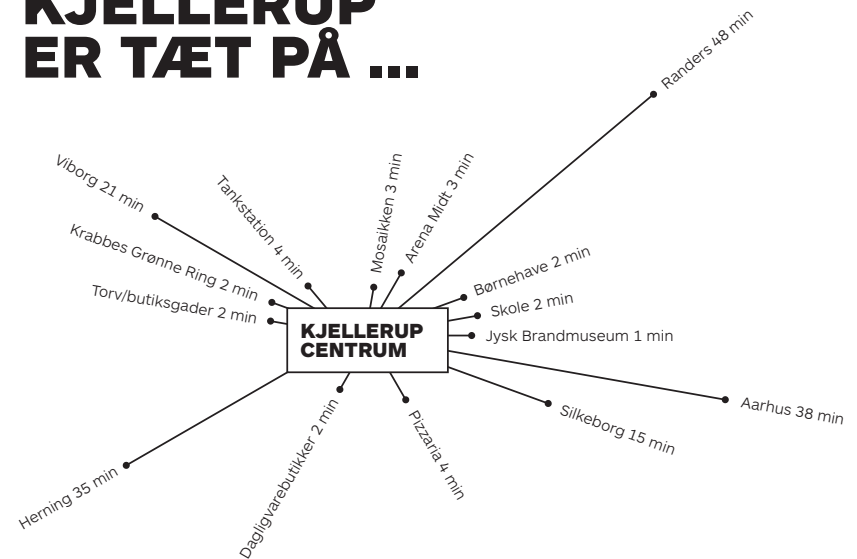 KJELLERUP
ER TÆT PÅ ...
Randers 48 min
Viborg 21 min
Tankstation 4 min
Mosaikken 3 min
Arena Midt 3 min
Krabbes Grønne Ring 2 min
Torv/butiksgader 2 min
Børnehave 2 min
Skole 2 min
Jysk Brandmuseum 1 min
KJELLERUP
CENTRUM
Aarhus 38 min
Silkeborg 15 min
Pizzaria 4 min
Dagligvarebutikker 2 min
Herning 35 min